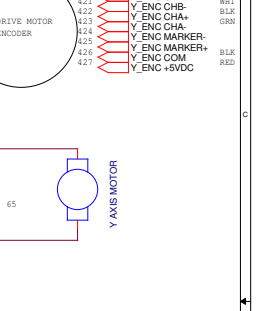 421 Y_ENC CHB- WHT
422 Y_ENC CHA+ BLK
DRIVE MOTOR 423 Y_ENC CHA- GRN
ENCODER 424 Y_ENC MARKER-
425 Y_ENC MARKER+
426 Y_ENC COM BLK
427 Y_ENC +5VDC RED
C
65
Y AXIS MOTOR